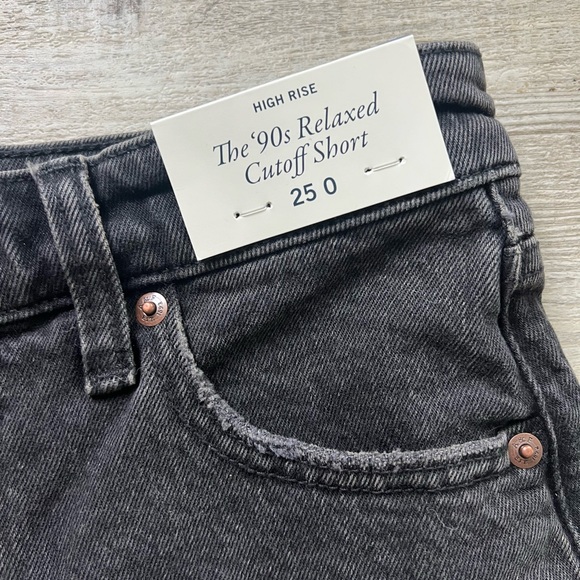 HIGH RISE
The '90s Relaxed
Cutoff Short
25 0